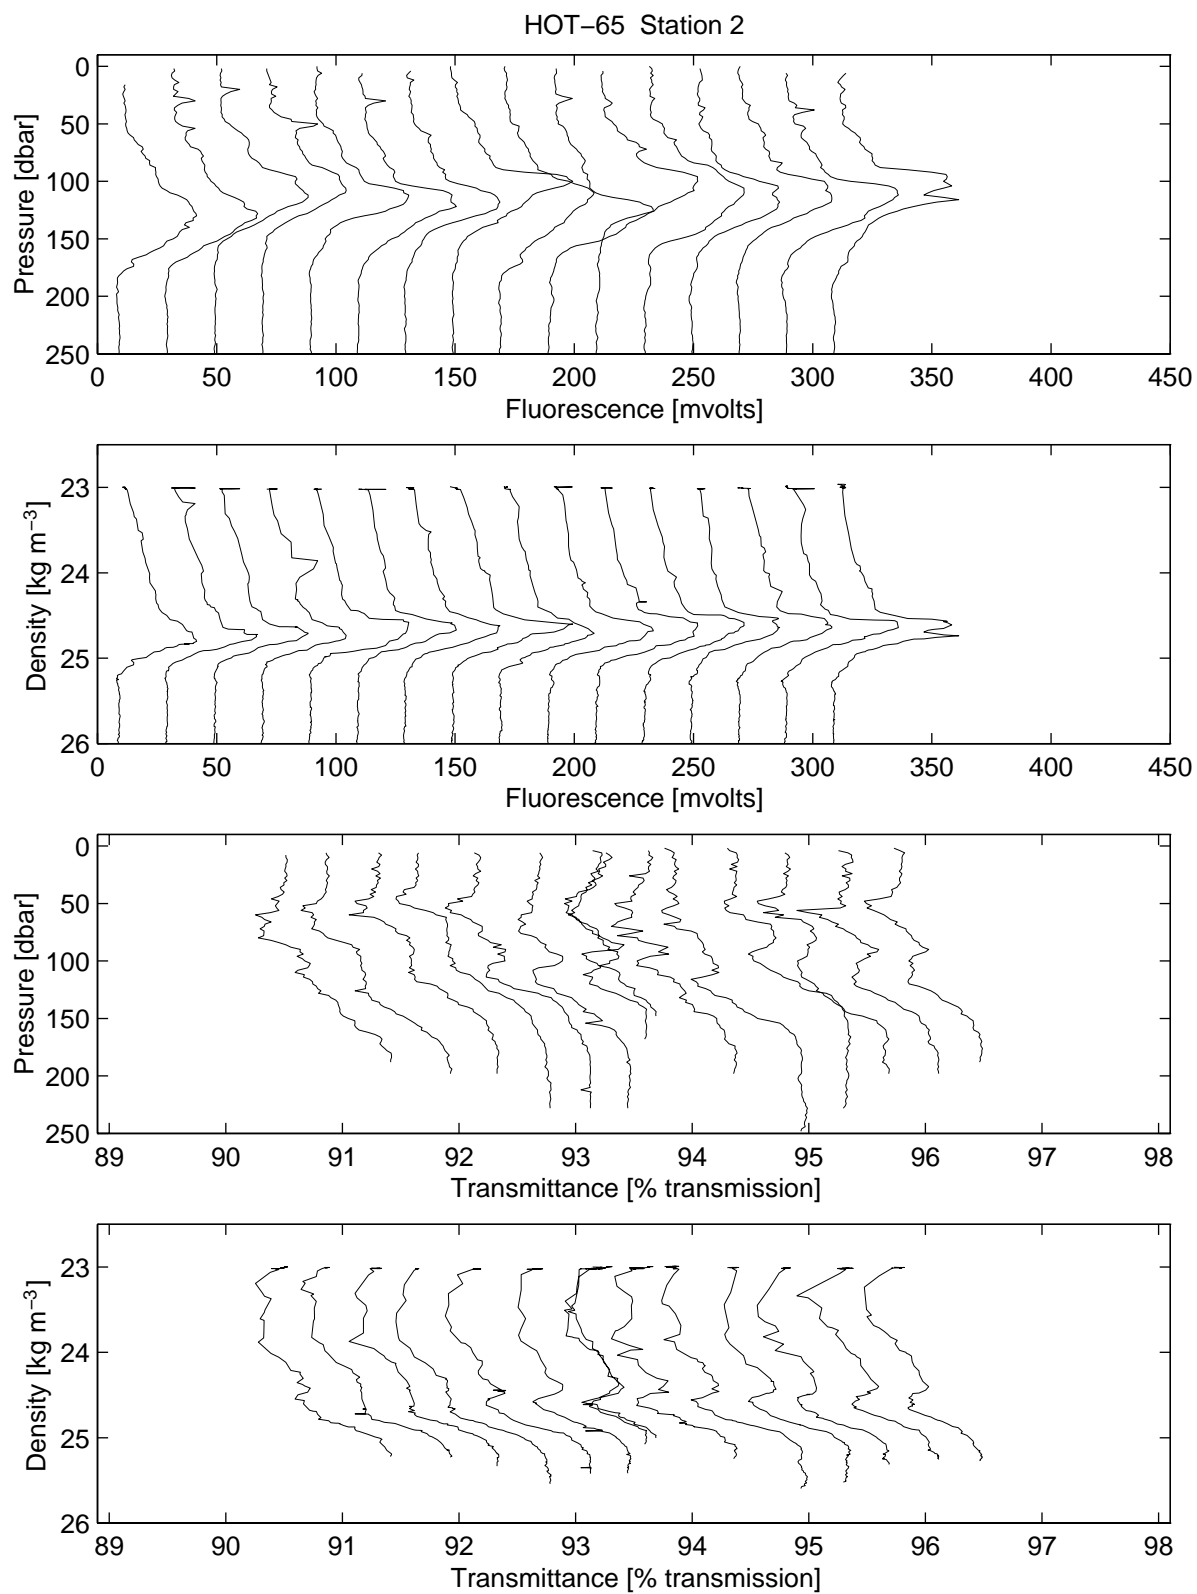 HOT−65 Station 2
0
50
100
150
200
250
Pressure [dbar]
0 50 100 150 200 250 300 350 400 450
Fluorescence [mvolts]
23
24
25
26
Density [kg m−3]
0 50 100 150 200 250 300 350 400 450
Fluorescence [mvolts]
0
50
100
150
200
250
Pressure [dbar]
89 90 91 92 93 94 95 96 97 98
Transmittance [% transmission]
23
24
25
26
Density [kg m−3]
89 90 91 92 93 94 95 96 97 98
Transmittance [% transmission]